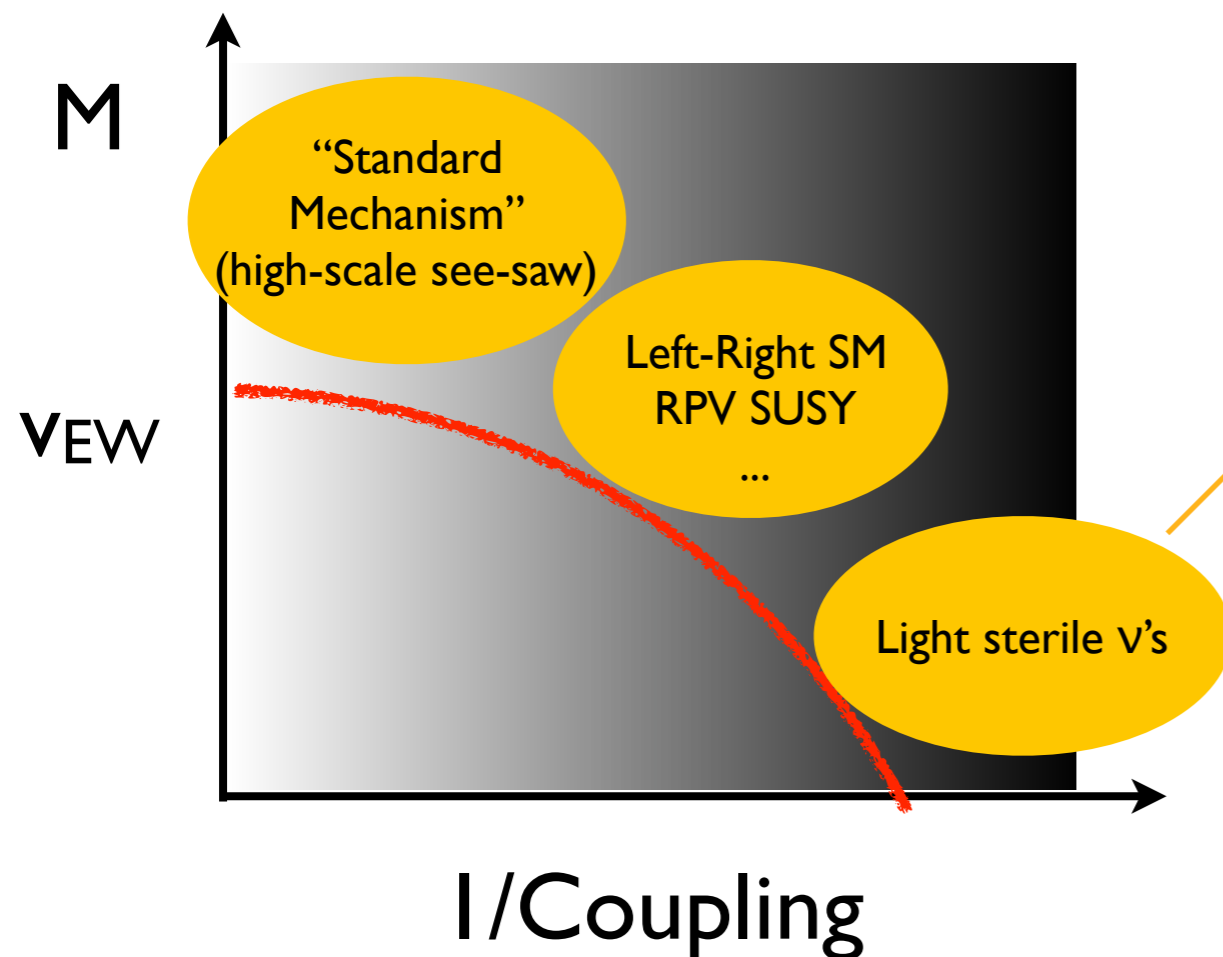 M
“Standard
Mechanism”
(high-scale see-saw)
Left-Right SM
RPV SUSY
...
vEW
Light sterile ν’s
1/Coupling